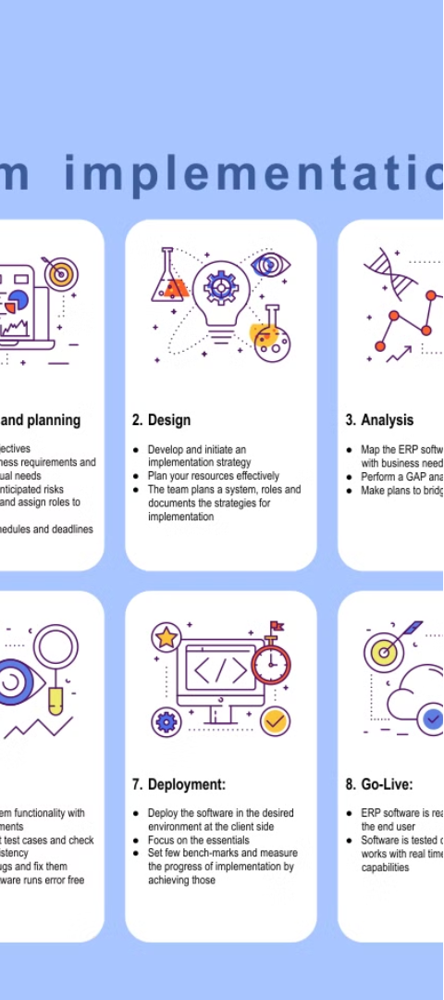 m implementatio
and planning
jectives
ness requirements and
ual needs
nticipated risks
and assign roles to
nedules and deadlines
2. Design
● Develop and initiate an
implementation strategy
● Plan your resources effectively
● The team plans a system, roles and
documents the strategies for
implementation
3. Analysis
● Map the ERP softw
with business need
● Perform a GAP ana
● Make plans to bridg
em functionality with
ments
t test cases and check
istency
ugs and fix them
ware runs error free
7. Deployment:
● Deploy the software in the desired
environment at the client side
● Focus on the essentials
● Set few bench-marks and measure
the progress of implementation by
achieving those
8. Go-Live:
● ERP software is rea
the end user
● Software is tested o
works with real time
capabilities